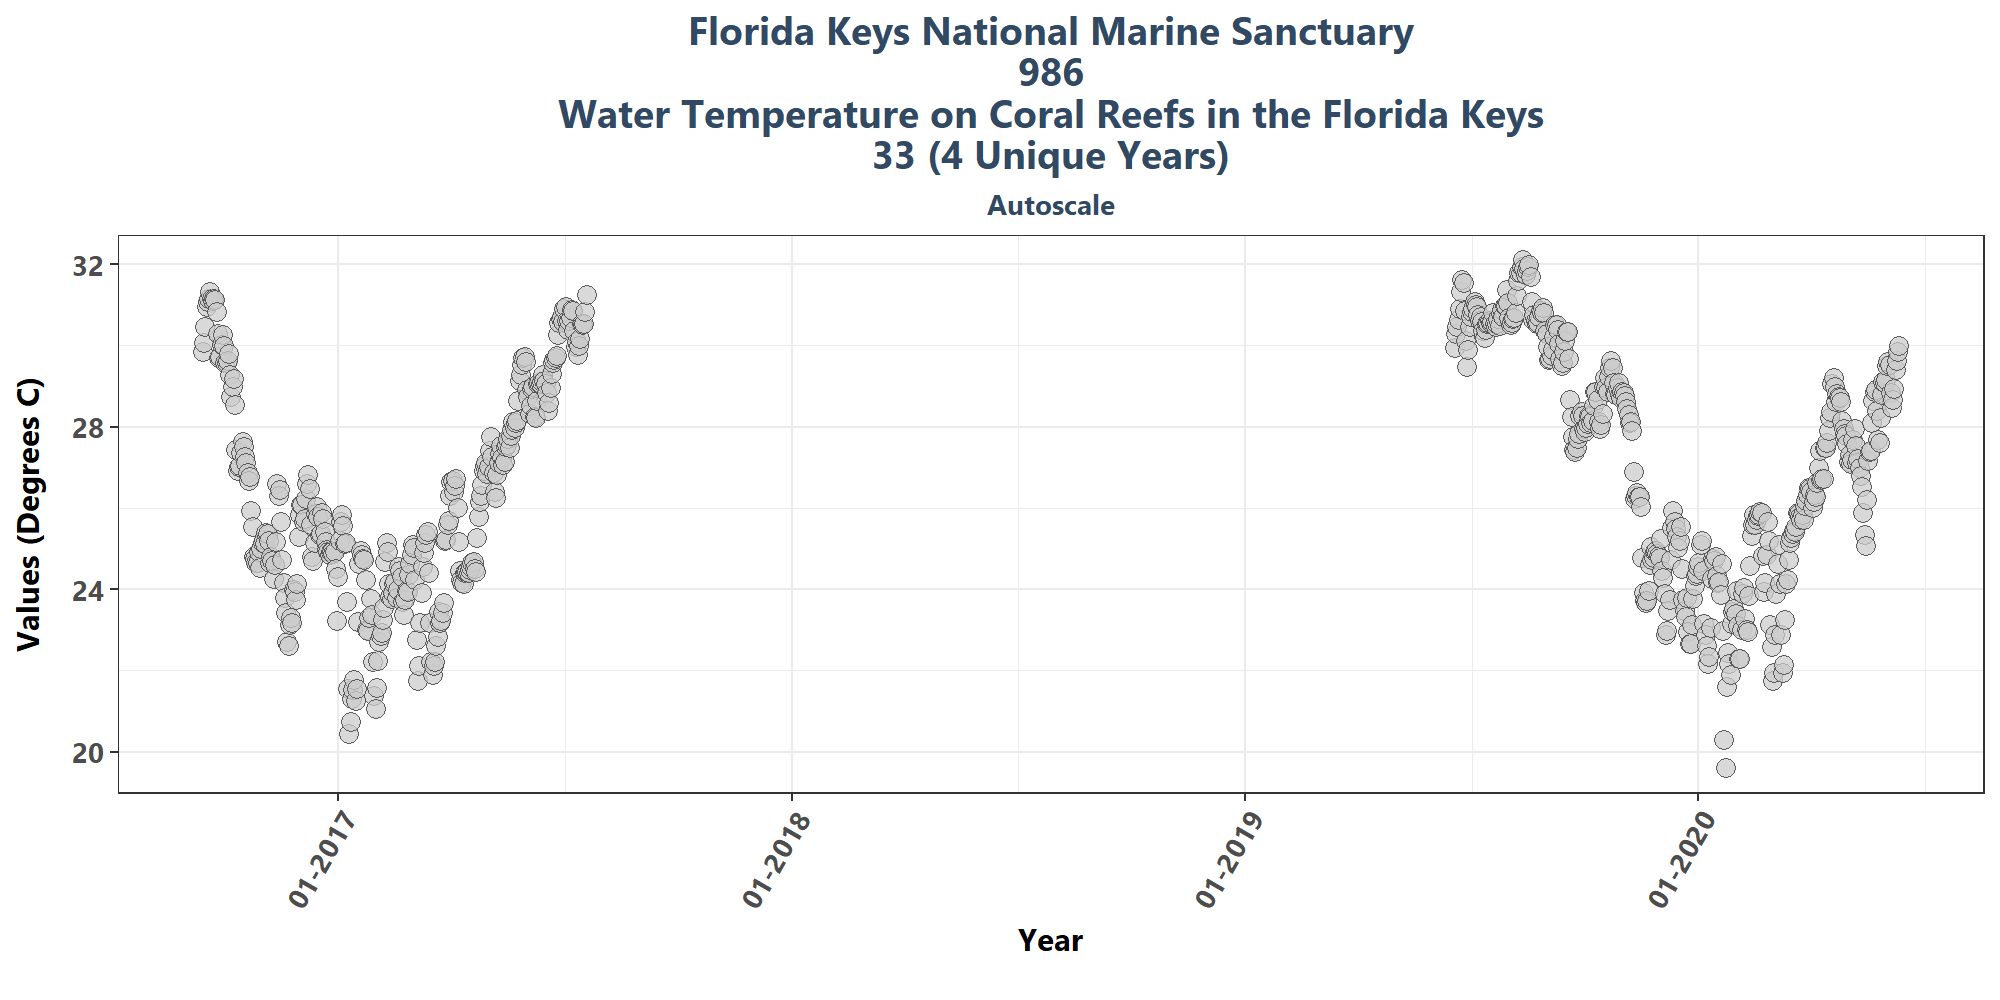 Florida Keys National Marine Sanctuary
986
Water Temperature on Coral Reefs in the Florida Keys
33 (4 Unique Years)
Autoscale
Values (Degrees C)
32
28
24
20
01-2017
01-2018
01-2019
01-2020
Year